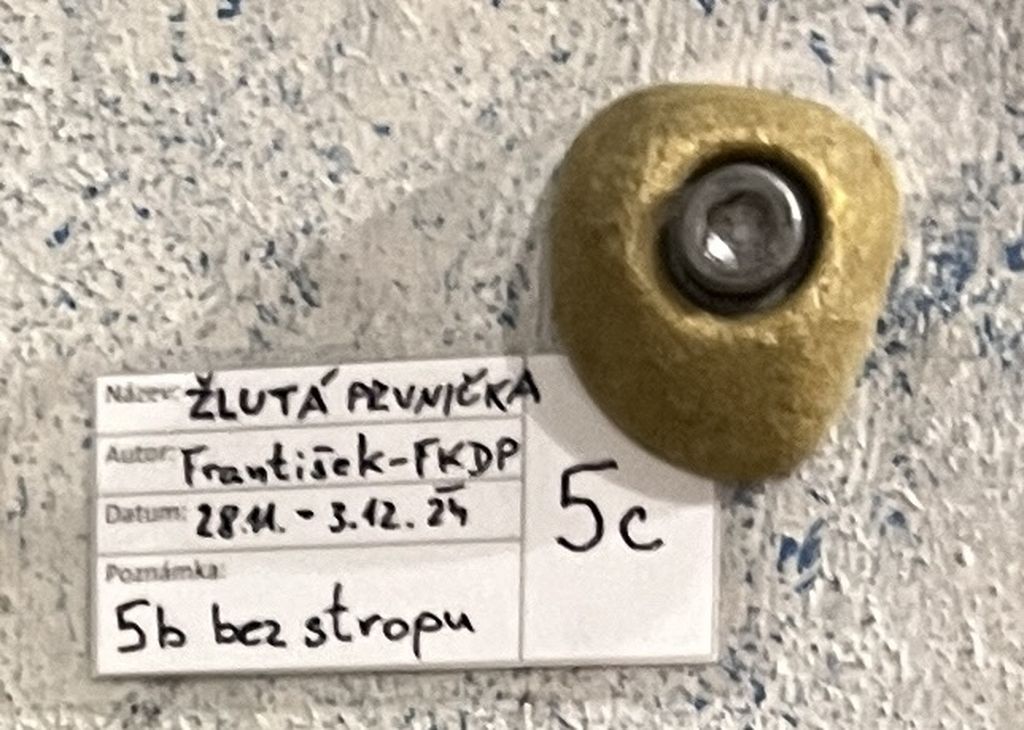 Název: ŽLUTÁ PRVNIČKA
Autor: František-FKDP
Datum: 28.11. - 3.12. 24
Poznámka:
5b bez stropu
5c